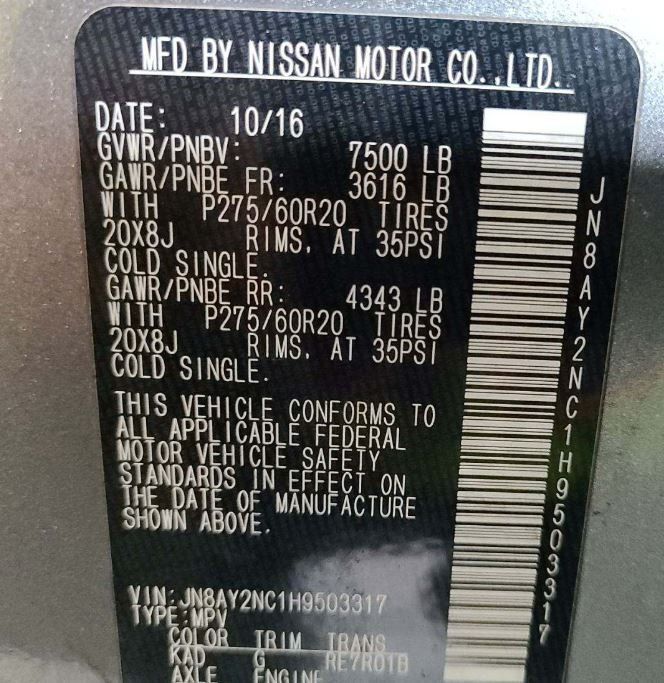 MFD BY NISSAN MOTOR CO.,LTD.
DATE: 10/16
GVWR/PNBV: 7500 LB
GAWR/PNBE FR: 3616 LB
WITH P275/60R20 TIRES
20X8J RIMS, AT 35PSI
COLD SINGLE.
GAWR/PNBE RR: 4343 LB
WITH P275/60R20 TIRES
20X8J RIMS, AT 35PSI
COLD SINGLE.
THIS VEHICLE CONFORMS TO
ALL APPLICABLE FEDERAL
MOTOR VEHICLE SAFETY
STANDARDS IN EFFECT ON
THE DATE OF MANUFACTURE
SHOWN ABOVE.
VIN:JN8AY2NC1H9503317
TYPE:MPV
COLOR TRIM TRANS
KAD G RE7R01B
AXLE ENGINE
JN8AY2NC1H9503317